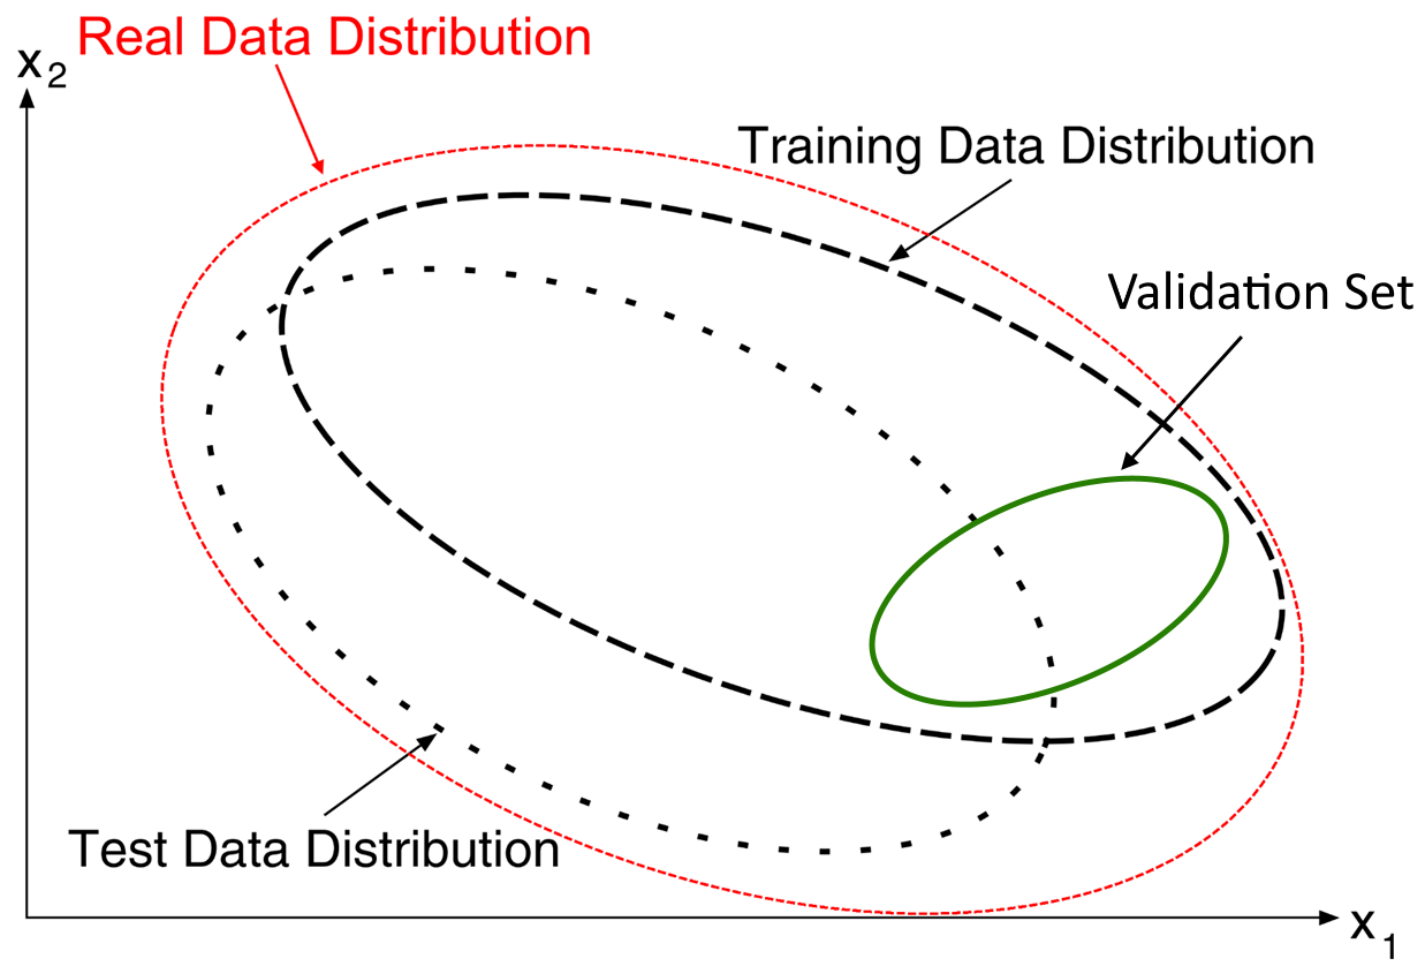 Real Data Distribution
x2
Training Data Distribution
Validation Set
Test Data Distribution
x1